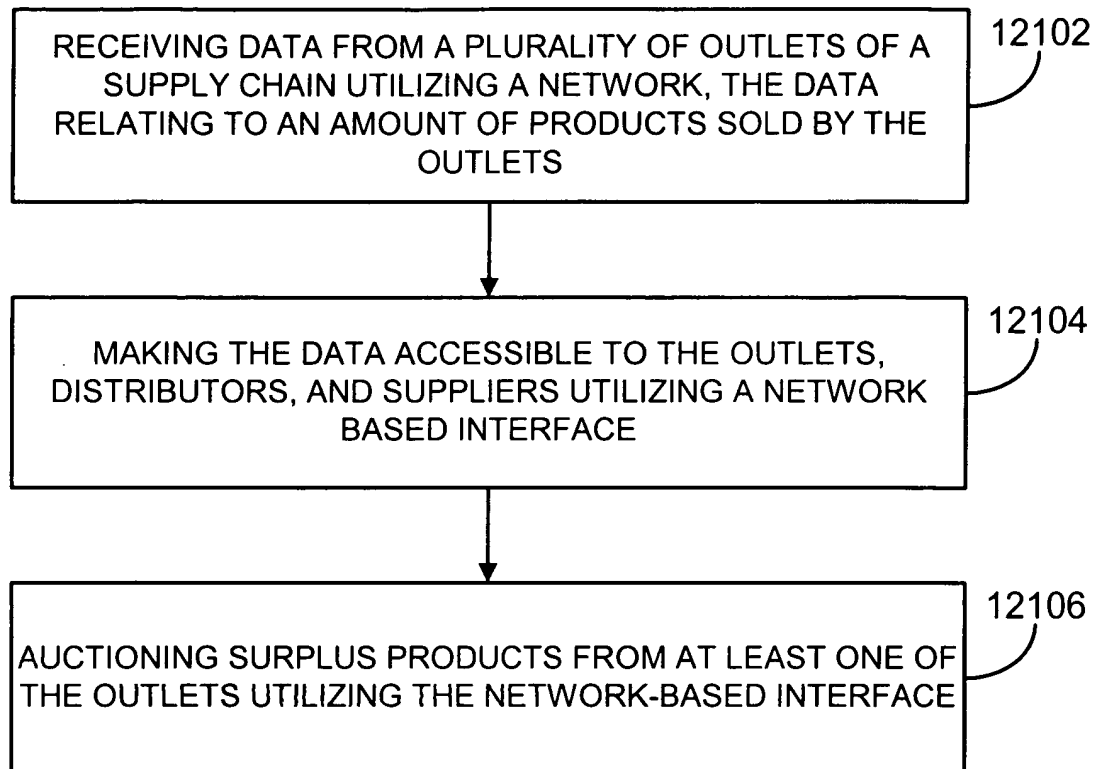 RECEIVING DATA FROM A PLURALITY OF OUTLETS OF A
SUPPLY CHAIN UTILIZING A NETWORK, THE DATA
RELATING TO AN AMOUNT OF PRODUCTS SOLD BY THE
OUTLETS
12102
MAKING THE DATA ACCESSIBLE TO THE OUTLETS,
DISTRIBUTORS, AND SUPPLIERS UTILIZING A NETWORK
BASED INTERFACE
12104
AUCTIONING SURPLUS PRODUCTS FROM AT LEAST ONE OF
THE OUTLETS UTILIZING THE NETWORK-BASED INTERFACE
12106